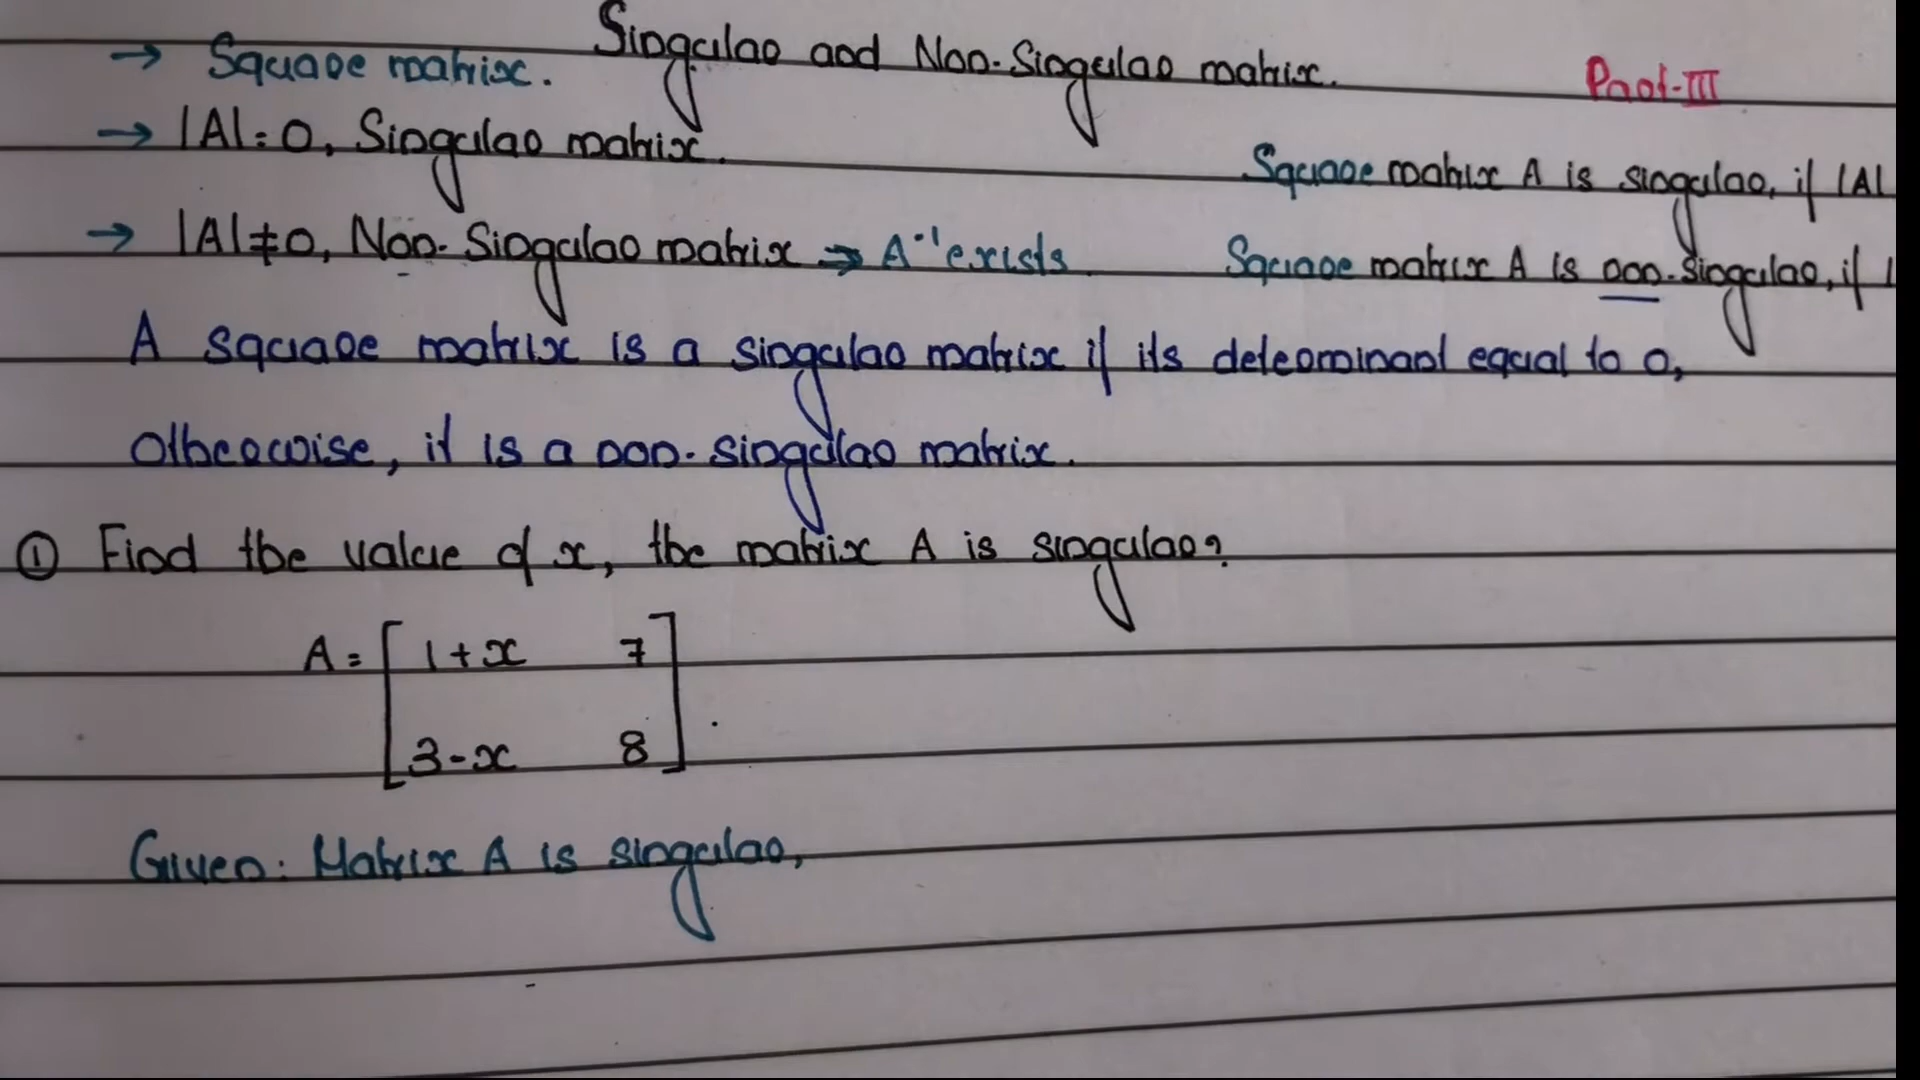 Singular and Non-Singular matrix.
Part-III
→ Square matrix.
→ |A| = 0, Singular matrix.
Square matrix A is singular, if |A|
→ |A| ≠ 0, Non-Singular matrix ⇒ A⁻¹ exists
Square matrix A is non-singular, if |
A square matrix is a singular matrix if its determinant equal to 0,
otherwise, it is a non-singular matrix.
① Find the value of x, the matrix A is singular?
A = [ 1+x 7
3-x 8 ].
Given: Matrix A is singular,